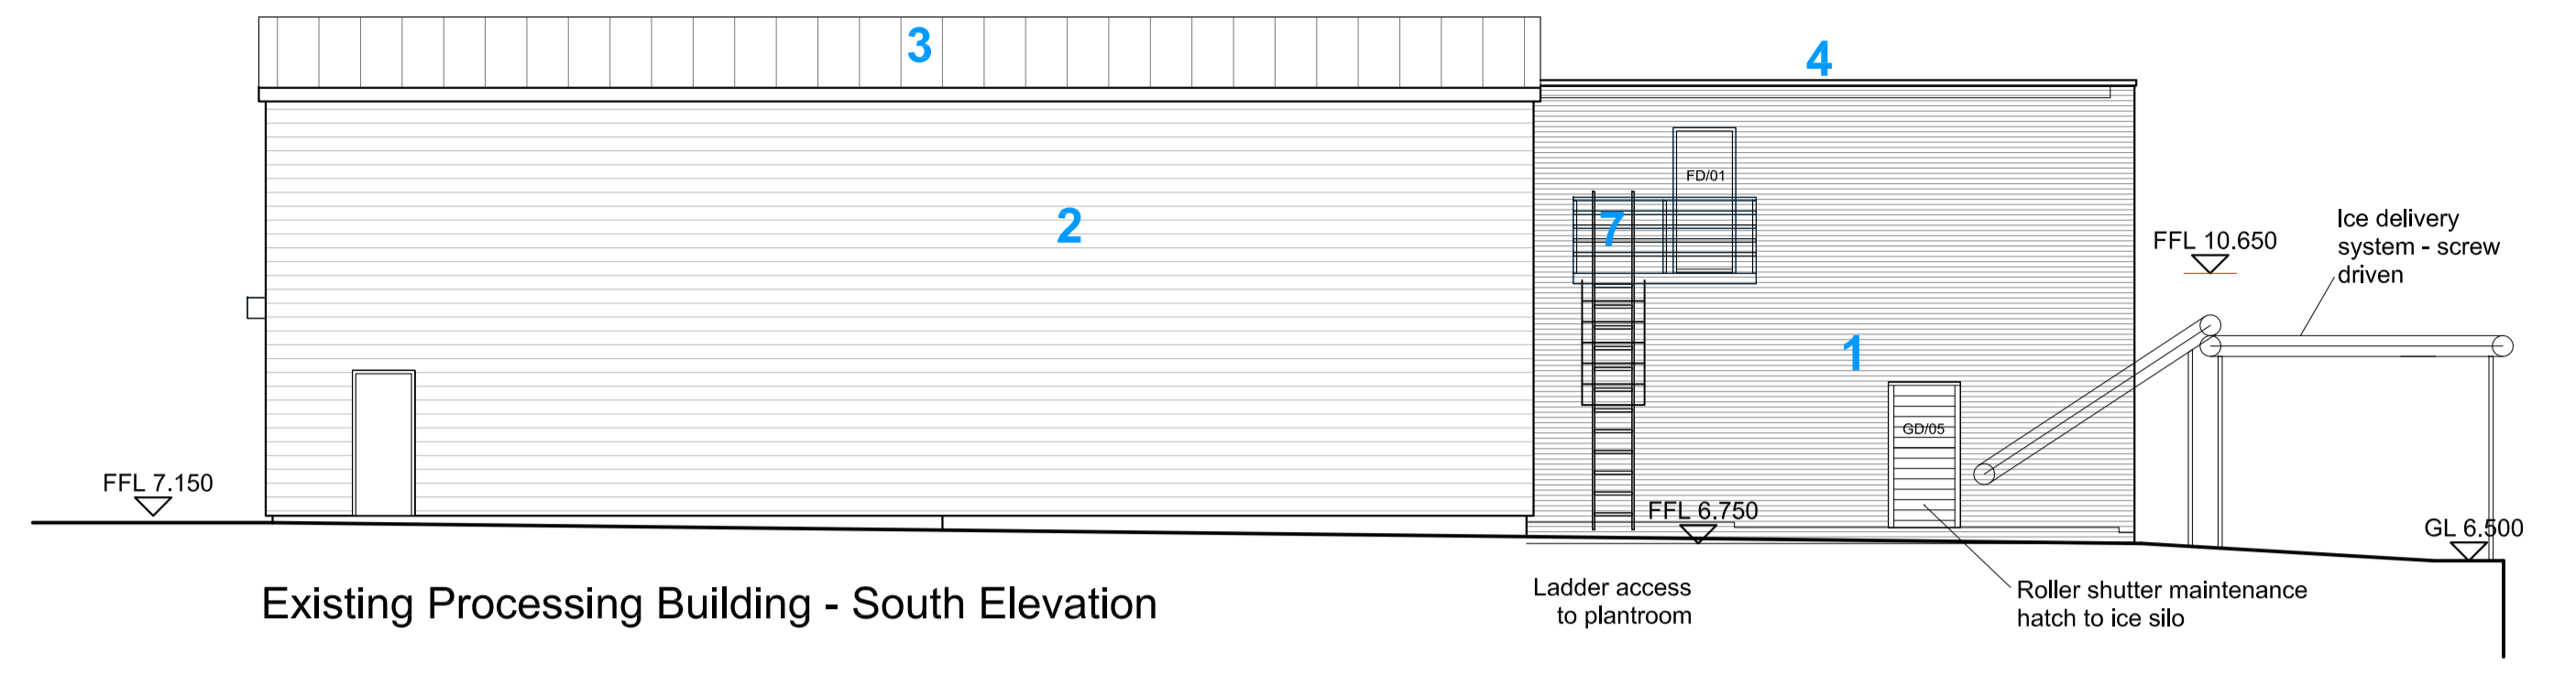 3
4
FD/01
2
7
Ice delivery
system - screw
driven
FFL 10.650
1
GD/05
FFL 7.150
FFL 6.750
GL 6.500
Existing Processing Building - South Elevation
Ladder access
to plantroom
Roller shutter maintenance
hatch to ice silo